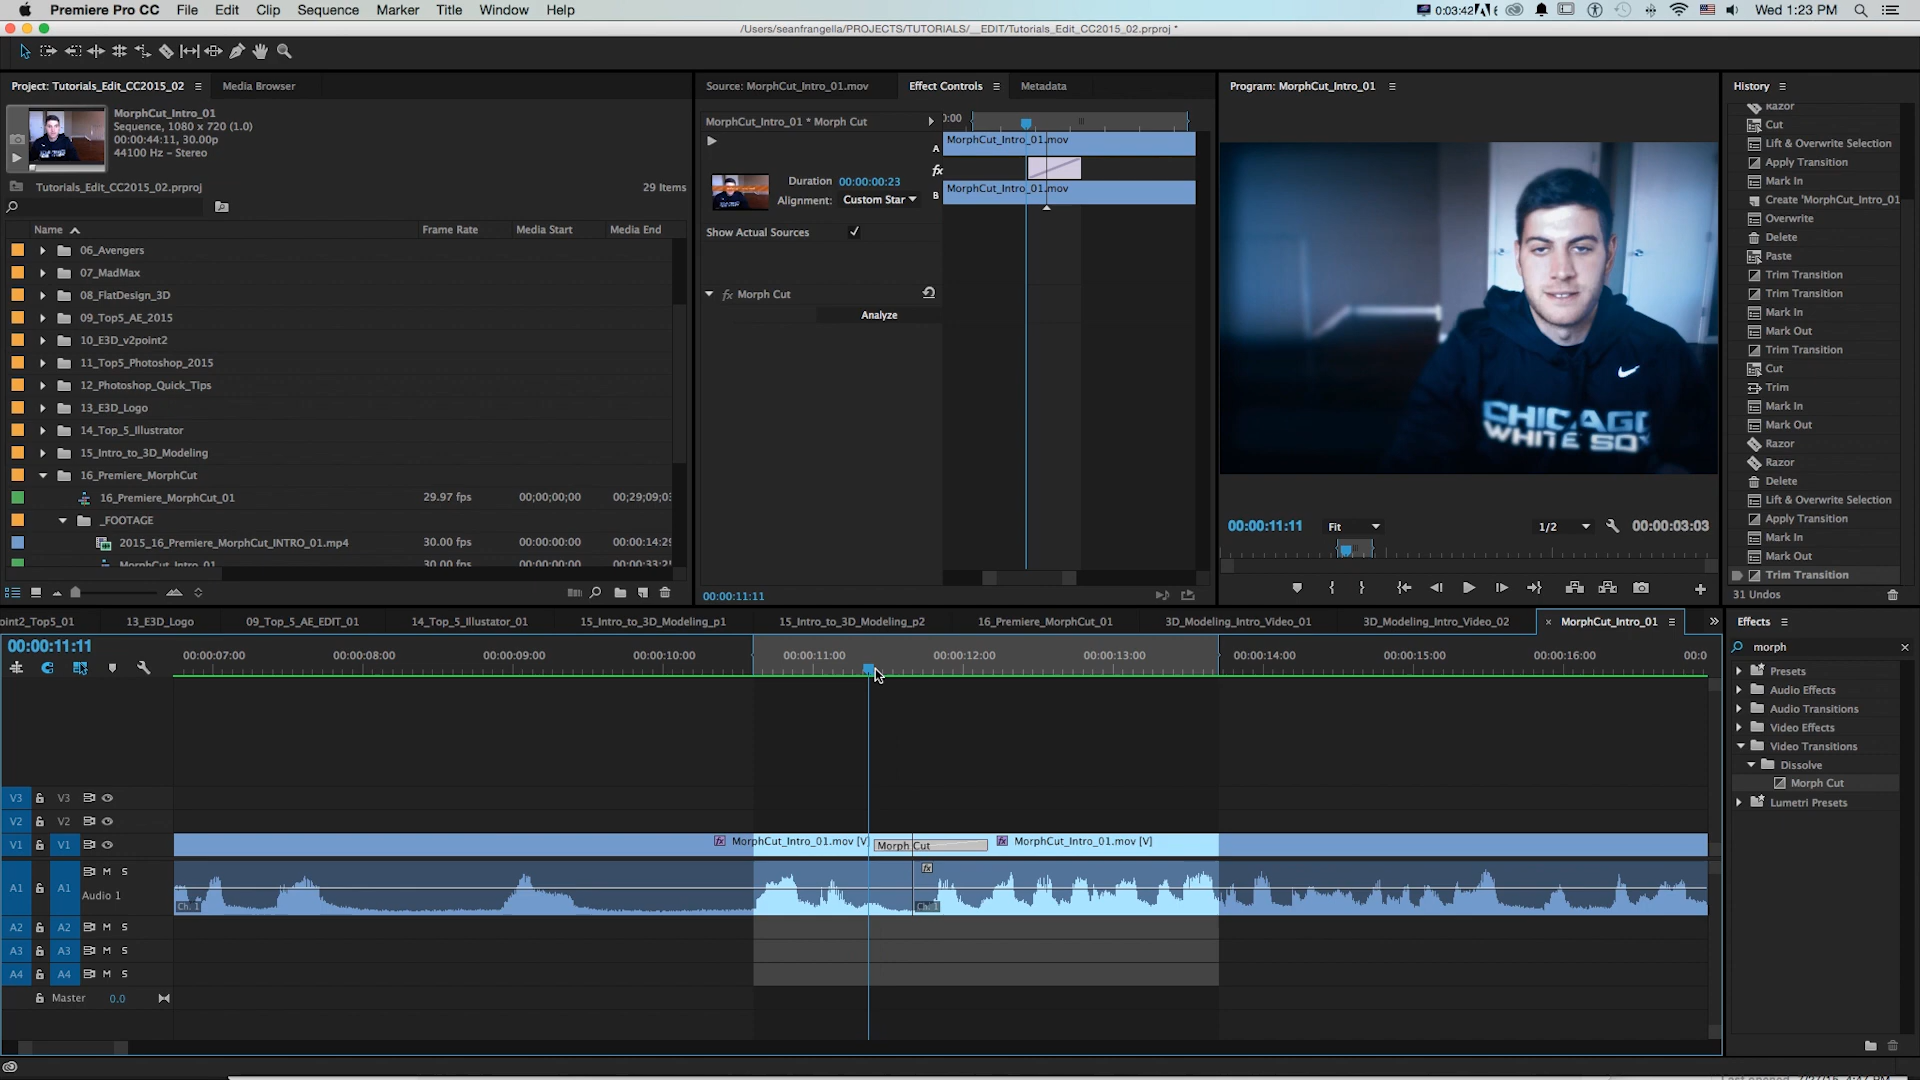 Premiere Pro CC File Edit Clip Sequence Marker Title Window Help
0:03:42 6 Wed 1:23 PM
/Users/seanfrangella/PROJECTS/TUTORIALS/__EDIT/Tutorials_Edit_CC2015_02.prproj *
Project: Tutorials_Edit_CC2015_02
Media Browser
MorphCut_Intro_01
Sequence, 1080 x 720 (1.0)
00:00:44:11, 30.00p
44100 Hz - Stereo
Tutorials_Edit_CC2015_02.prproj
29 Items
Name Frame Rate Media Start Media End
06_Avengers
07_MadMax
08_FlatDesign_3D
09_Top5_AE_2015
10_E3D_v2point2
11_Top5_Photoshop_2015
12_Photoshop_Quick_Tips
13_E3D_Logo
14_Top_5_Illustrator
15_Intro_to_3D_Modeling
16_Premiere_MorphCut
16_Premiere_MorphCut_01 29.97 fps 00;00;00;00 00;29;09;03
_FOOTAGE
2015_16_Premiere_MorphCut_INTRO_01.mp4 30.00 fps 00:00:00:00 00:00:14:2
MorphCut_Intro_01 30.00 fps 00:00:00:00 00:00:33:2
Source: MorphCut_Intro_01.mov
Effect Controls
Metadata
MorphCut_Intro_01 * Morph Cut
0:00
A MorphCut_Intro_01.mov
fx
B MorphCut_Intro_01.mov
Duration 00:00:00:23
Alignment: Custom Star
Show Actual Sources
fx Morph Cut
Analyze
00:00:11:11
Program: MorphCut_Intro_01
CHICAGO
WHITE SO
00:00:11:11 Fit 1/2 00:00:03:03
History
Razor
Cut
Lift & Overwrite Selection
Apply Transition
Mark In
Create 'MorphCut_Intro_01
Overwrite
Delete
Paste
Trim Transition
Trim Transition
Mark In
Mark Out
Trim Transition
Cut
Trim
Mark In
Mark Out
Razor
Razor
Delete
Lift & Overwrite Selection
Apply Transition
Mark In
Mark Out
Trim Transition
31 Undos
oint2_Top5_01 13_E3D_Logo 09_Top_5_AE_EDIT_01 14_Top_5_Illustator_01 15_Intro_to_3D_Modeling_p1 15_Intro_to_3D_Modeling_p2 16_Premiere_MorphCut_01 3D_Modeling_Intro_Video_01 3D_Modeling_Intro_Video_02 × MorphCut_Intro_01
00:00:11:11
00:00:07:00 00:00:08:00 00:00:09:00 00:00:10:00 00:00:11:00 00:00:12:00 00:00:13:00 00:00:14:00 00:00:15:00 00:00:16:00 00:0
V3 V3
V2 V2
V1 V1
fx MorphCut_Intro_01.mov [V] Morph Cut fx MorphCut_Intro_01.mov [V]
A1 A1 M S
Audio 1
Ch. 1 fx Ch. 1
A2 A2 M S
A3 A3 M S
A4 A4 M S
Master 0.0
Effects
morph
Presets
Audio Effects
Audio Transitions
Video Effects
Video Transitions
Dissolve
Morph Cut
Lumetri Presets